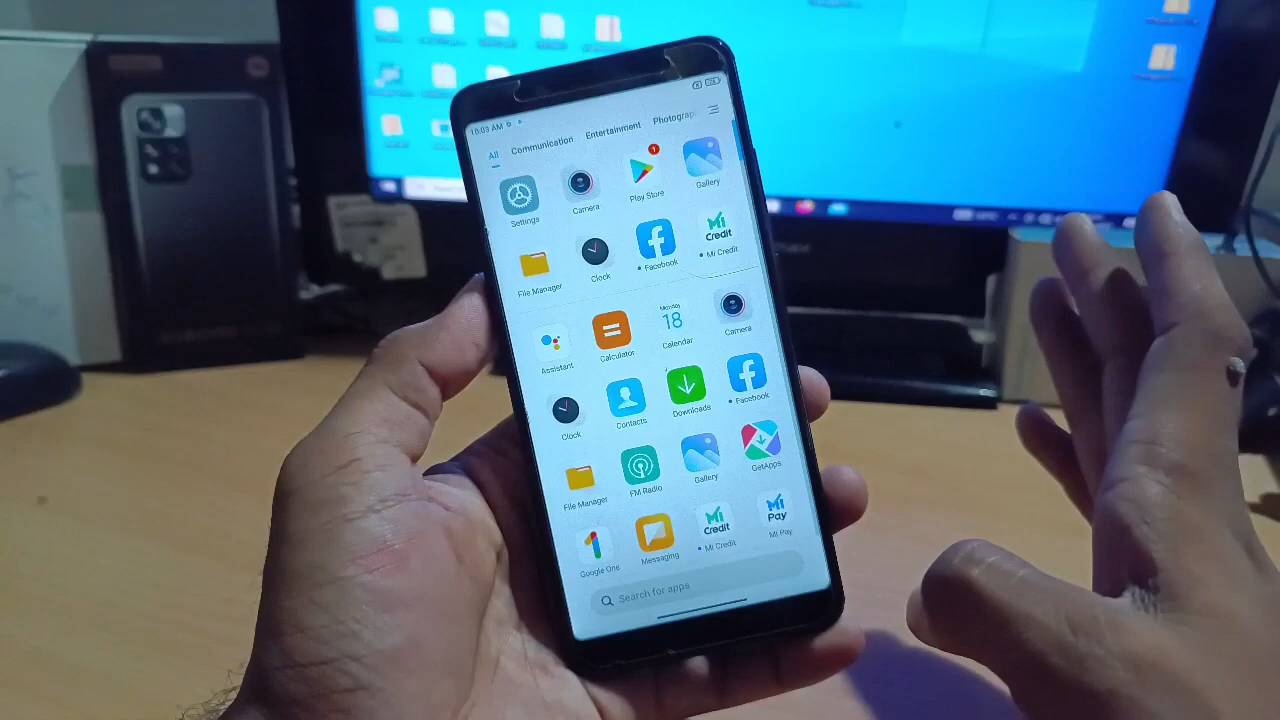 10:03 AM
All Communication Entertainment Photograp
Settings Camera Play Store Gallery
1
File Manager Clock Facebook Mi Credit
Mi Credit
Assistant Calculator Calendar Camera
Monday
18
Clock Contacts Downloads Facebook
File Manager FM Radio Gallery GetApps
Google One Messaging Mi Credit Mi Pay
Mi Credit
Mi Pay
Search for apps